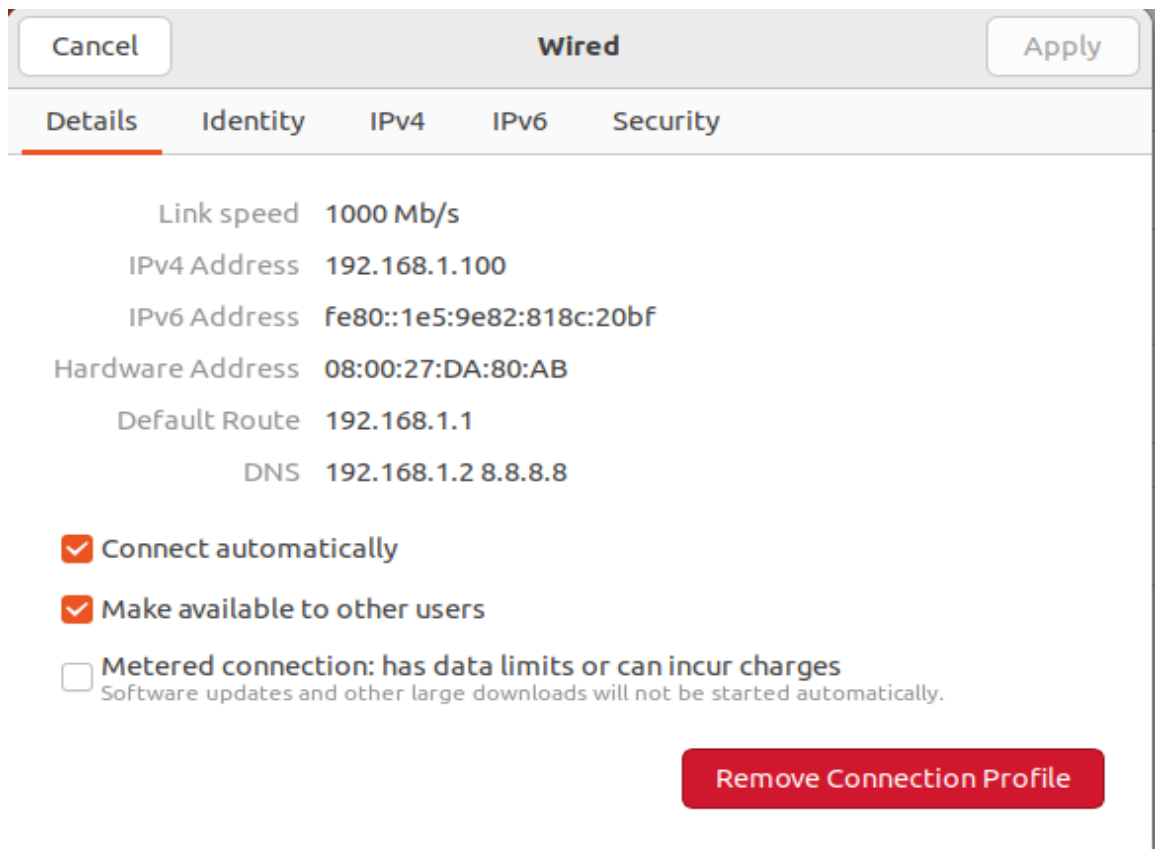 Cancel Wired Apply
Details Identity IPv4 IPv6 Security
Link speed 1000 Mb/s
IPv4 Address 192.168.1.100
IPv6 Address fe80::1e5:9e82:818c:20bf
Hardware Address 08:00:27:DA:80:AB
Default Route 192.168.1.1
DNS 192.168.1.2 8.8.8.8
Connect automatically
Make available to other users
Metered connection: has data limits or can incur charges
Software updates and other large downloads will not be started automatically.
Remove Connection Profile